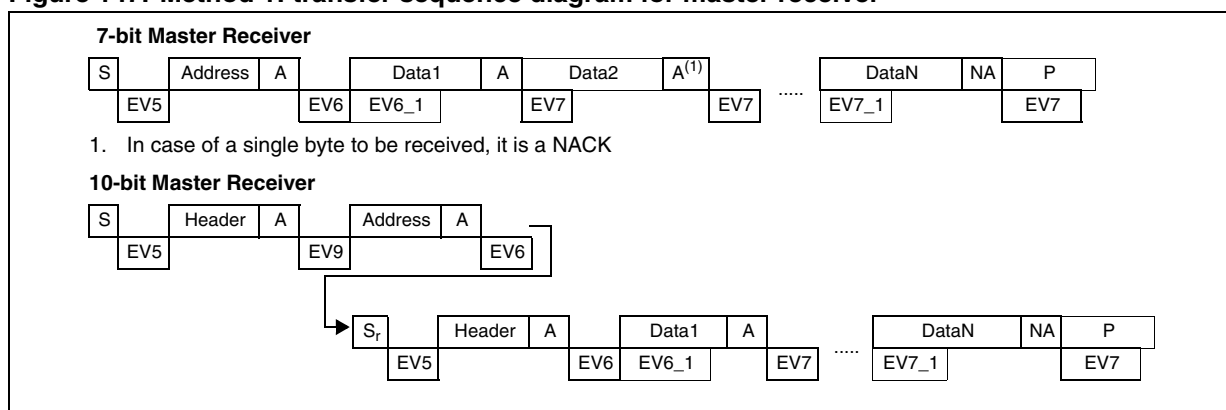 7-bit Master Receiver
S Address A Data1 A Data2 A(1) ..... DataN NA P
EV5 EV6 EV6_1 EV7 EV7 EV7_1 EV7
1. In case of a single byte to be received, it is a NACK
10-bit Master Receiver
S Header A Address A
EV5 EV9 EV6
Sr Header A Data1 A ..... DataN NA P
EV5 EV6 EV6_1 EV7 EV7_1 EV7